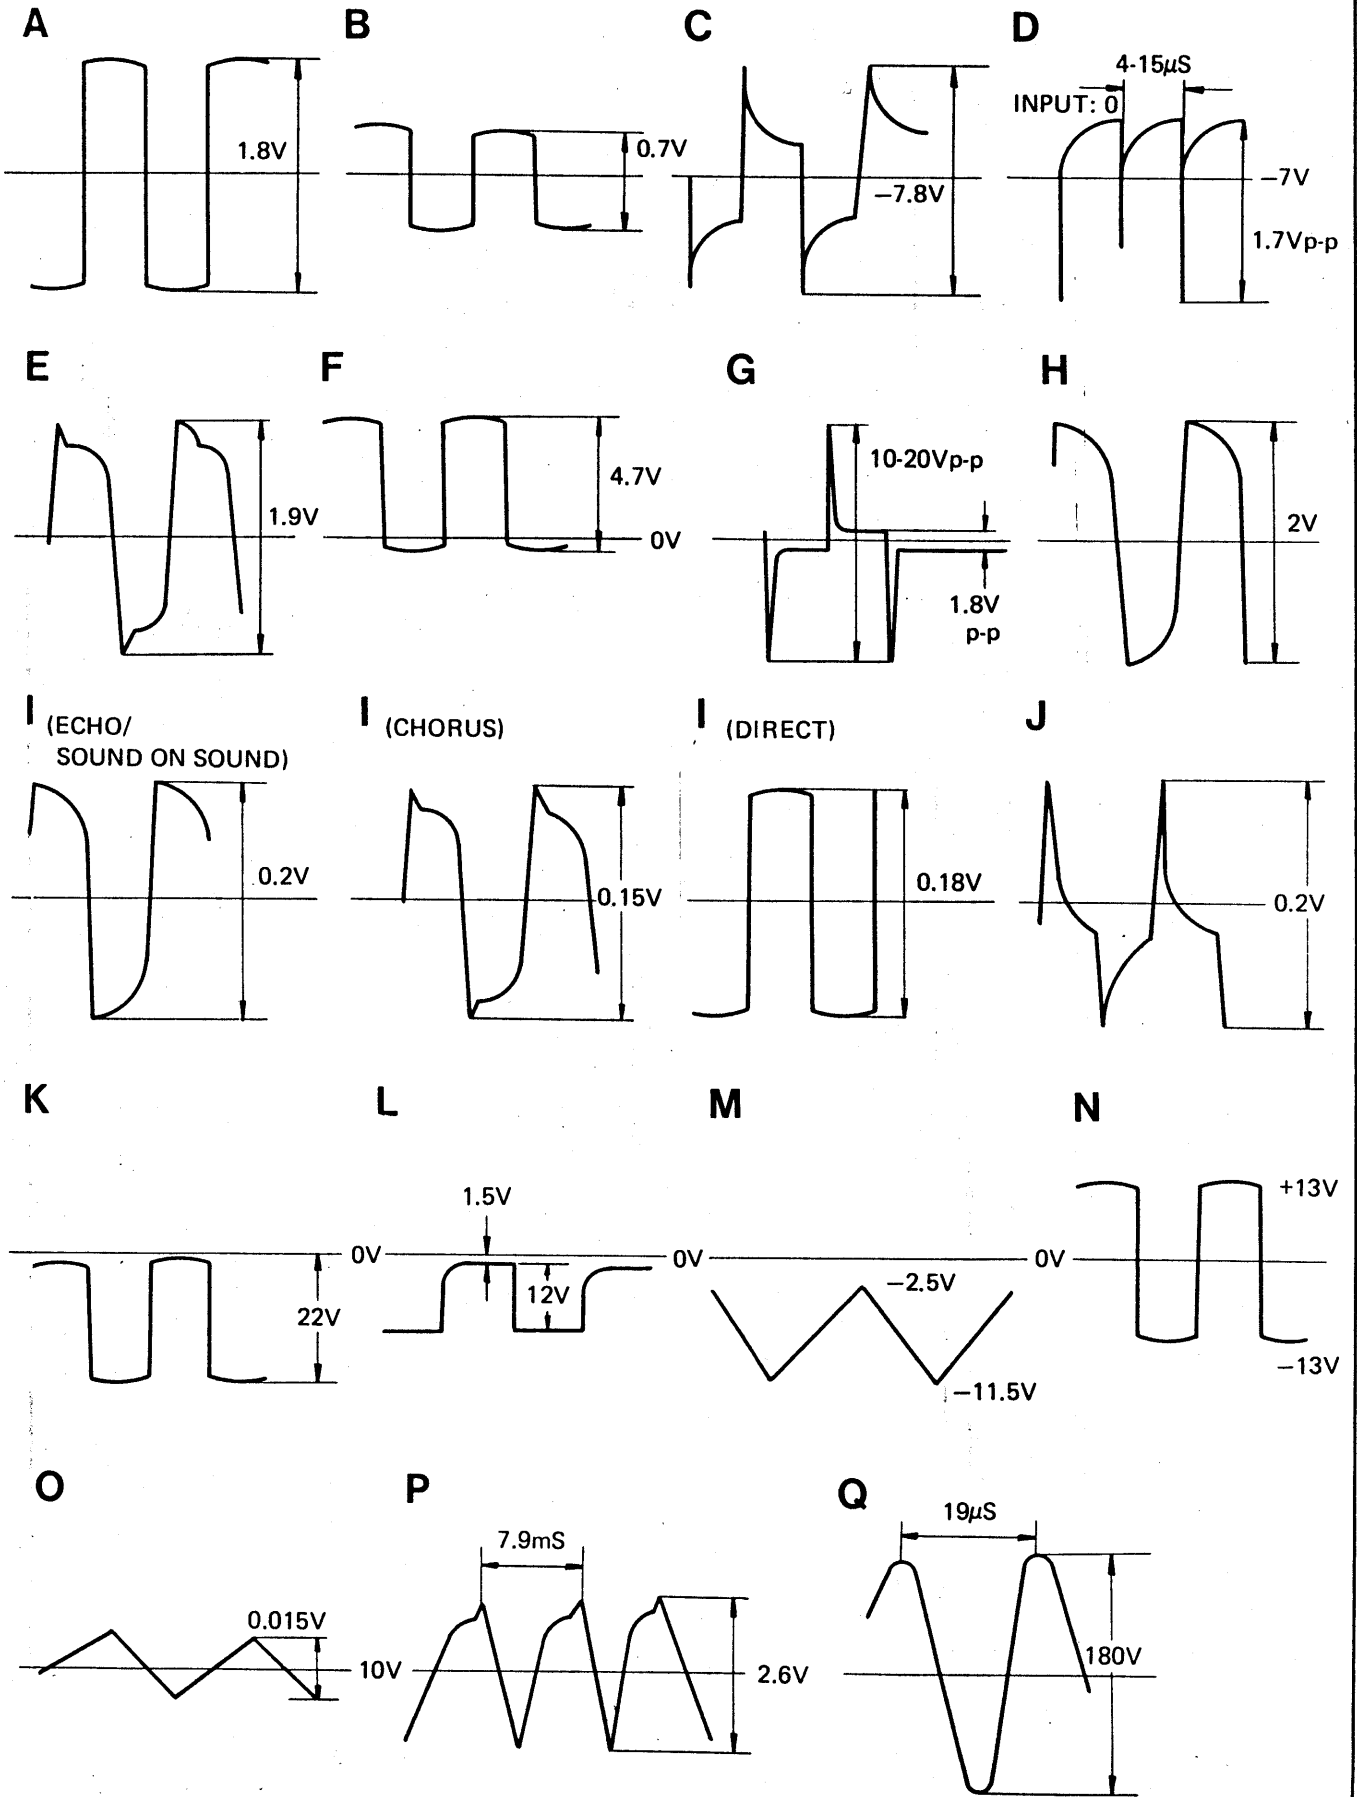 A
B
C
D
1.8V
0.7V
−7.8V
4-15µS
INPUT: 0
−7V
1.7Vp-p
E
F
G
H
1.9V
4.7V
0V
10-20Vp-p
1.8V
p-p
2V
I (ECHO/
SOUND ON SOUND)
I (CHORUS)
I (DIRECT)
J
0.2V
0.15V
0.18V
0.2V
K
L
M
N
22V
0V
1.5V
12V
0V
−2.5V
−11.5V
0V
+13V
−13V
O
P
Q
0.015V
10V
7.9mS
2.6V
19µS
180V